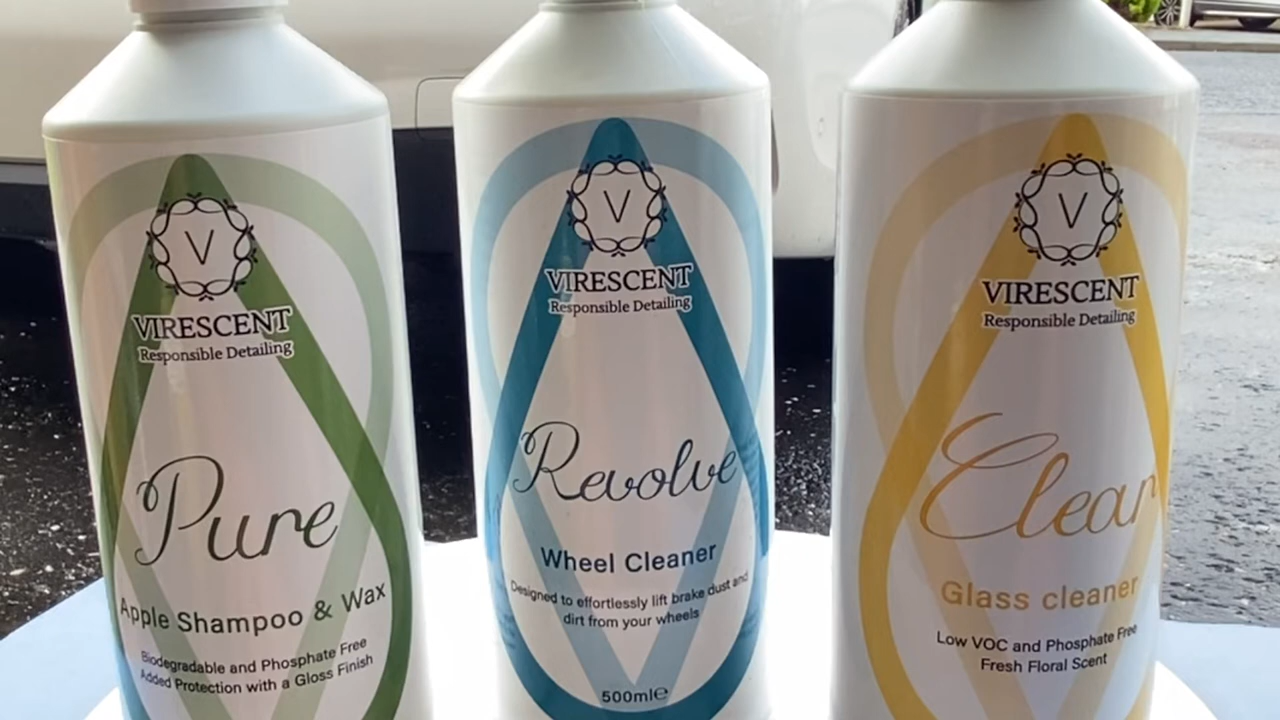 V
VIRESCENT
Responsible Detailing
Pure
Apple Shampoo & Wax
Biodegradable and Phosphate Free
Added Protection with a Gloss Finish
V
VIRESCENT
Responsible Detailing
Revolve
Wheel Cleaner
Designed to effortlessly lift brake dust and
dirt from your wheels
500ml℮
V
VIRESCENT
Responsible Detailing
Clear
Glass cleaner
Low VOC and Phosphate Free
Fresh Floral Scent